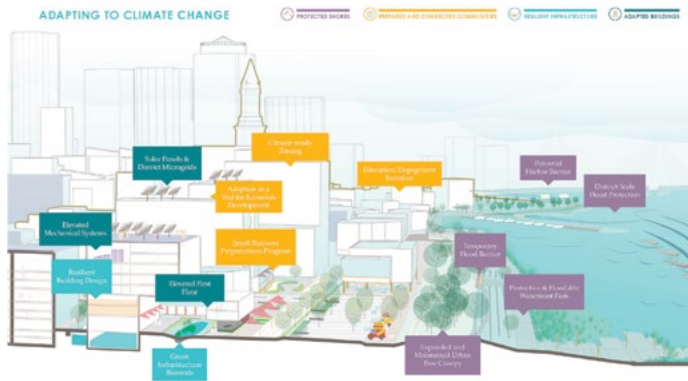 ADAPTING TO CLIMATE CHANGE
PROTECTED SHORES
PREPARED AND CONNECTED COMMUNITIES
RESILIENT INFRASTRUCTURE
ADAPTED BUILDINGS
Climate-ready
Zoning
Solar Panels &
District Microgrids
Education/Engagement
Initiative
Potential
Harbor Barrier
Adaption as a
Tool for Economic
Development
District Scale
Flood Protection
Elevated
Mechanical Systems
Small Business
Preparedness Program
Temporary
Flood Barrier
Resilient
Building Design
Elevated First
Floor
Protective & Floodable
Waterfront Park
Green
Infrastructure
Bioswale
Expanded and
Maintained Urban
Tree Canopy